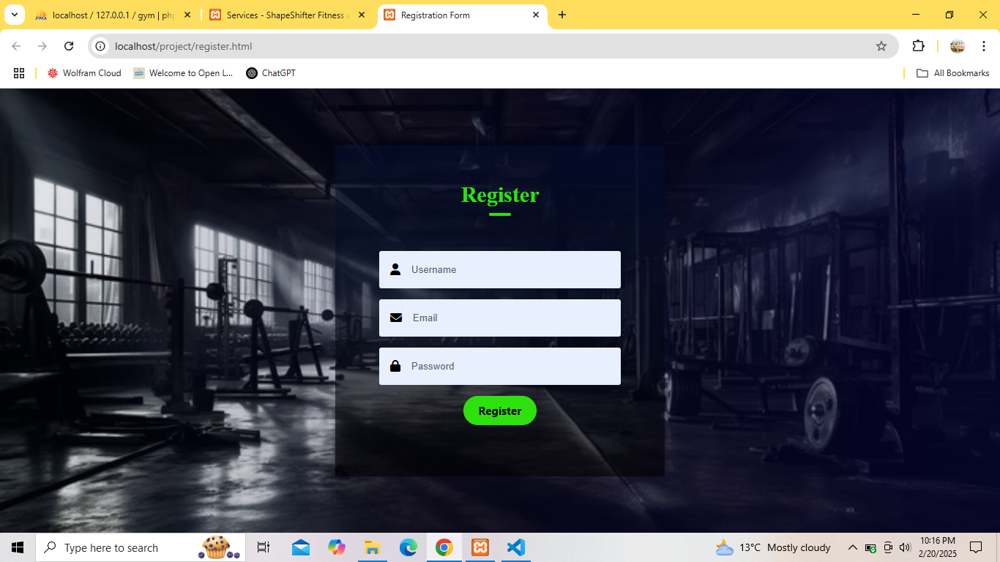 localhost / 127.0.0.1 / gym | ph
Services - ShapeShifter Fitness
Registration Form
localhost/project/register.html
Wolfram Cloud
Welcome to Open L...
ChatGPT
All Bookmarks
Register
Username
Email
Password
Register
Type here to search
13°C Mostly cloudy
10:16 PM
2/20/2025